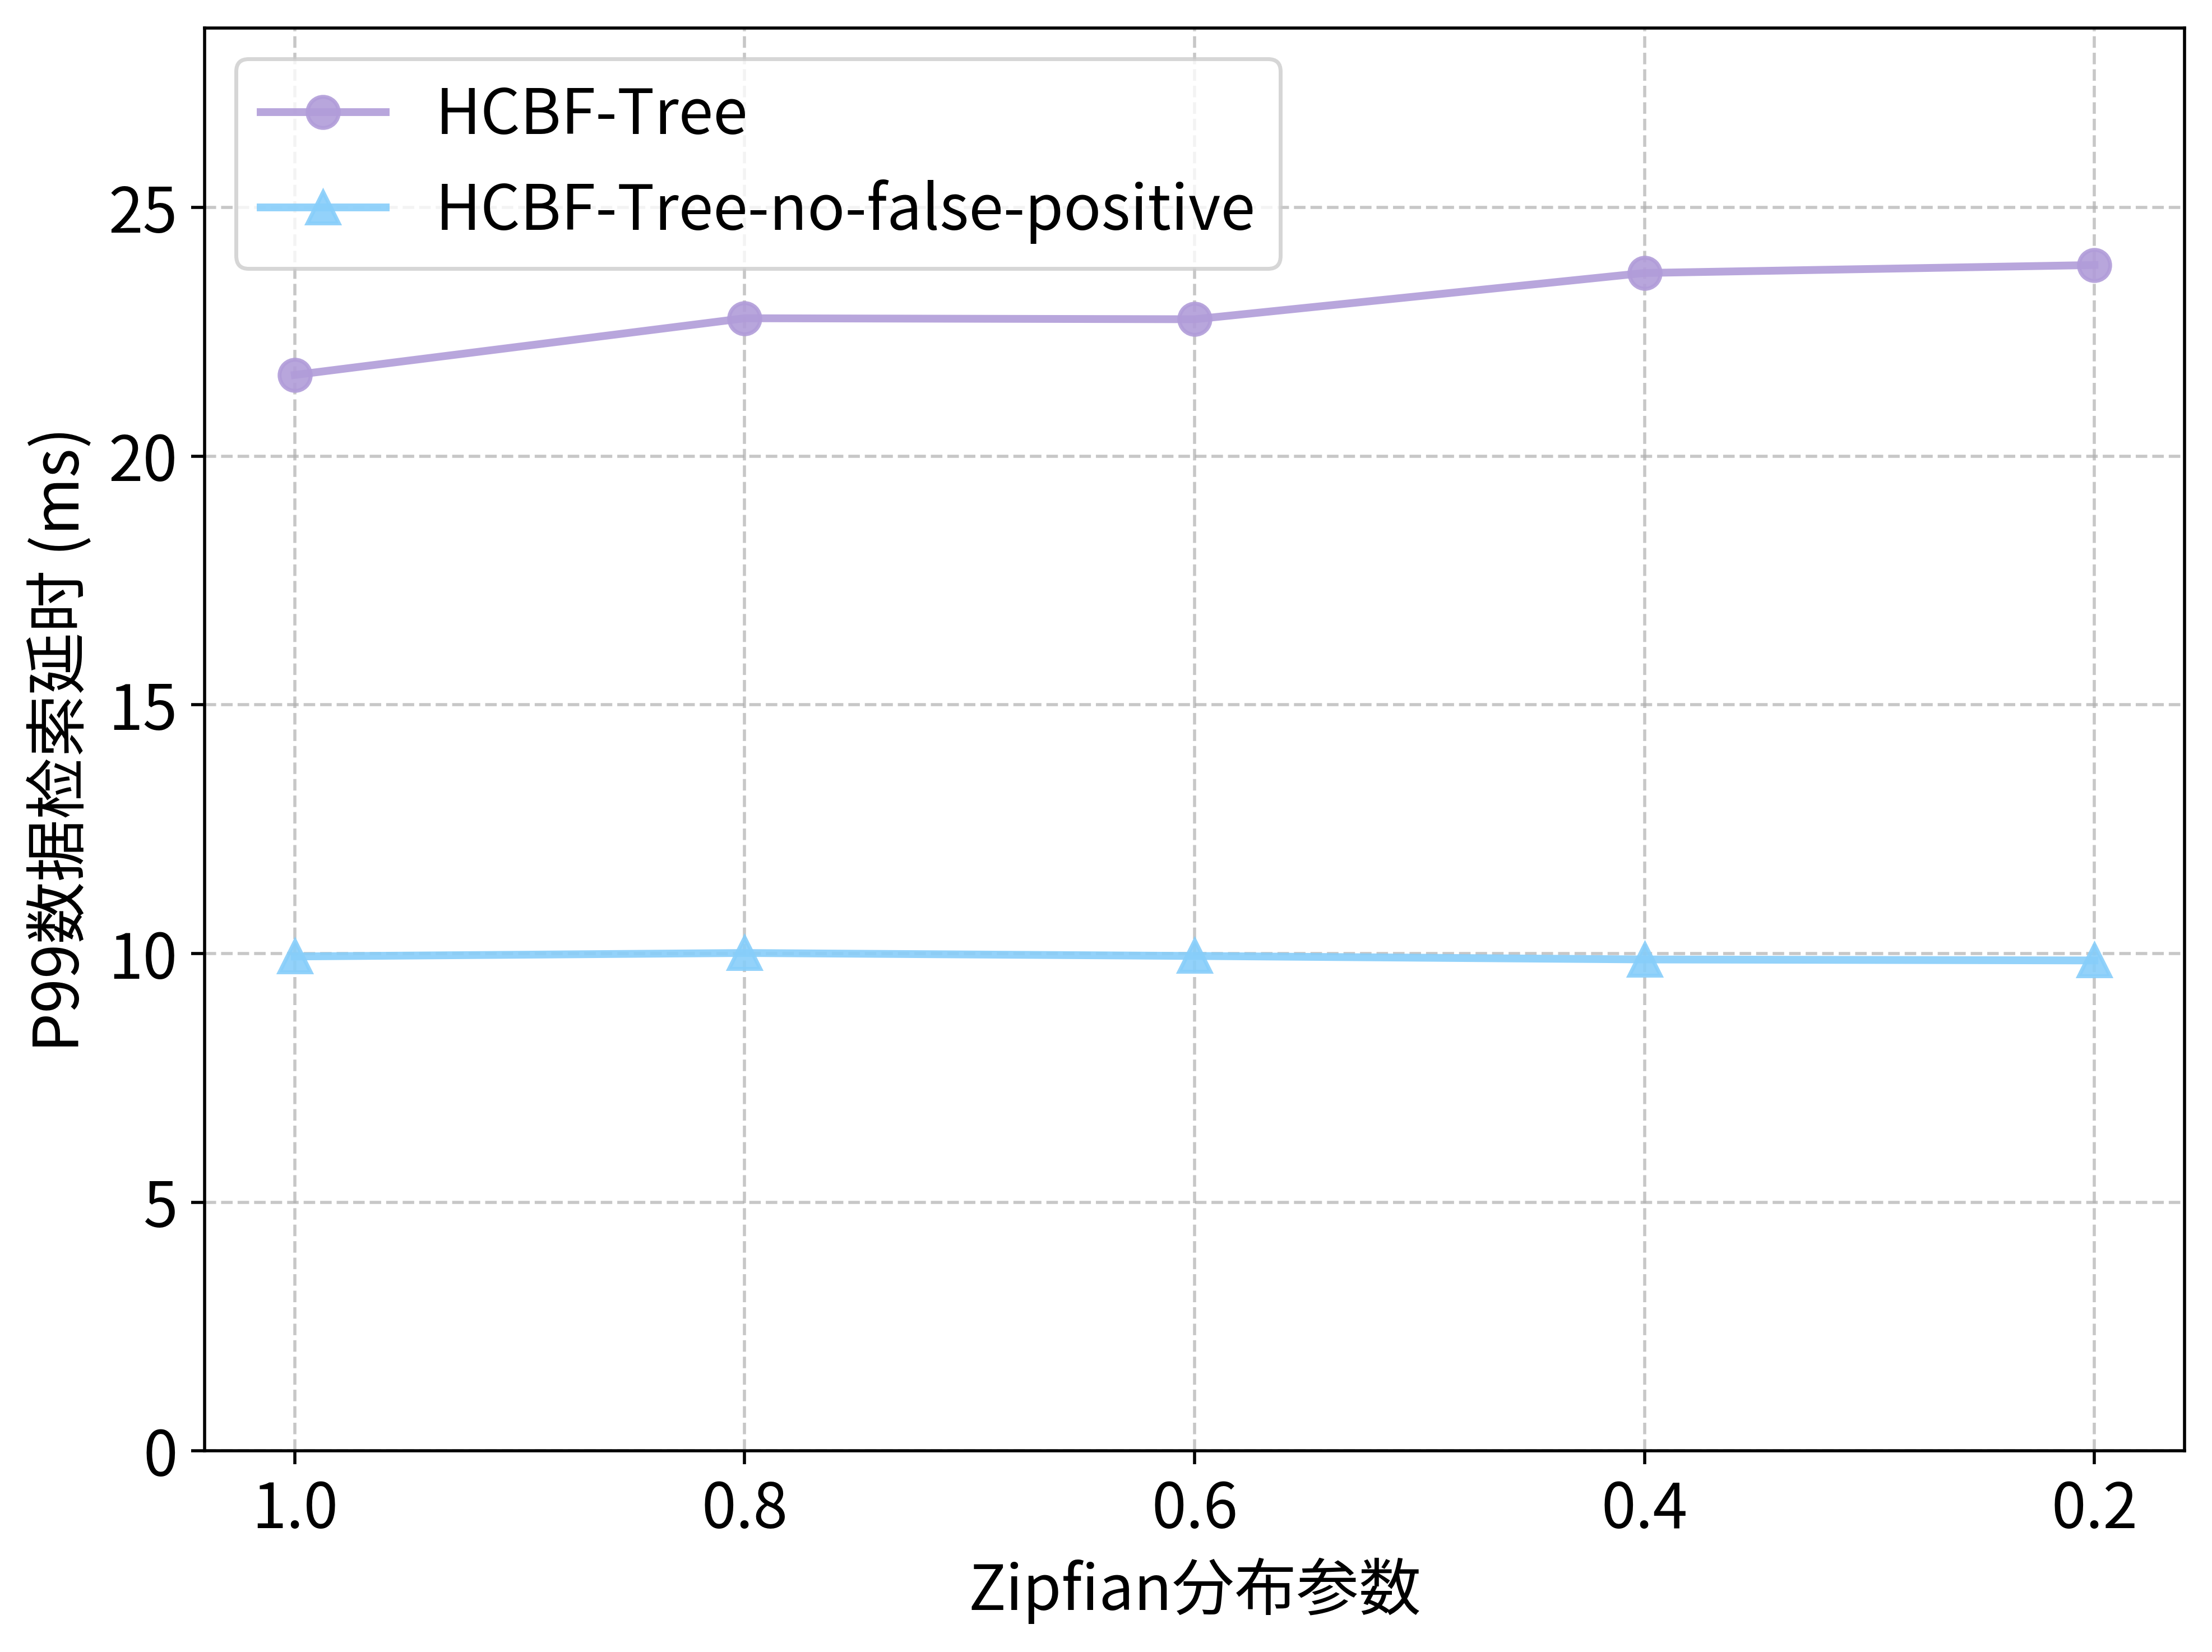 HCBF-Tree
HCBF-Tree-no-false-positive
P99数据检索延时 (ms)
25
20
15
10
5
0
1.0 0.8 0.6 0.4 0.2
Zipfian分布参数